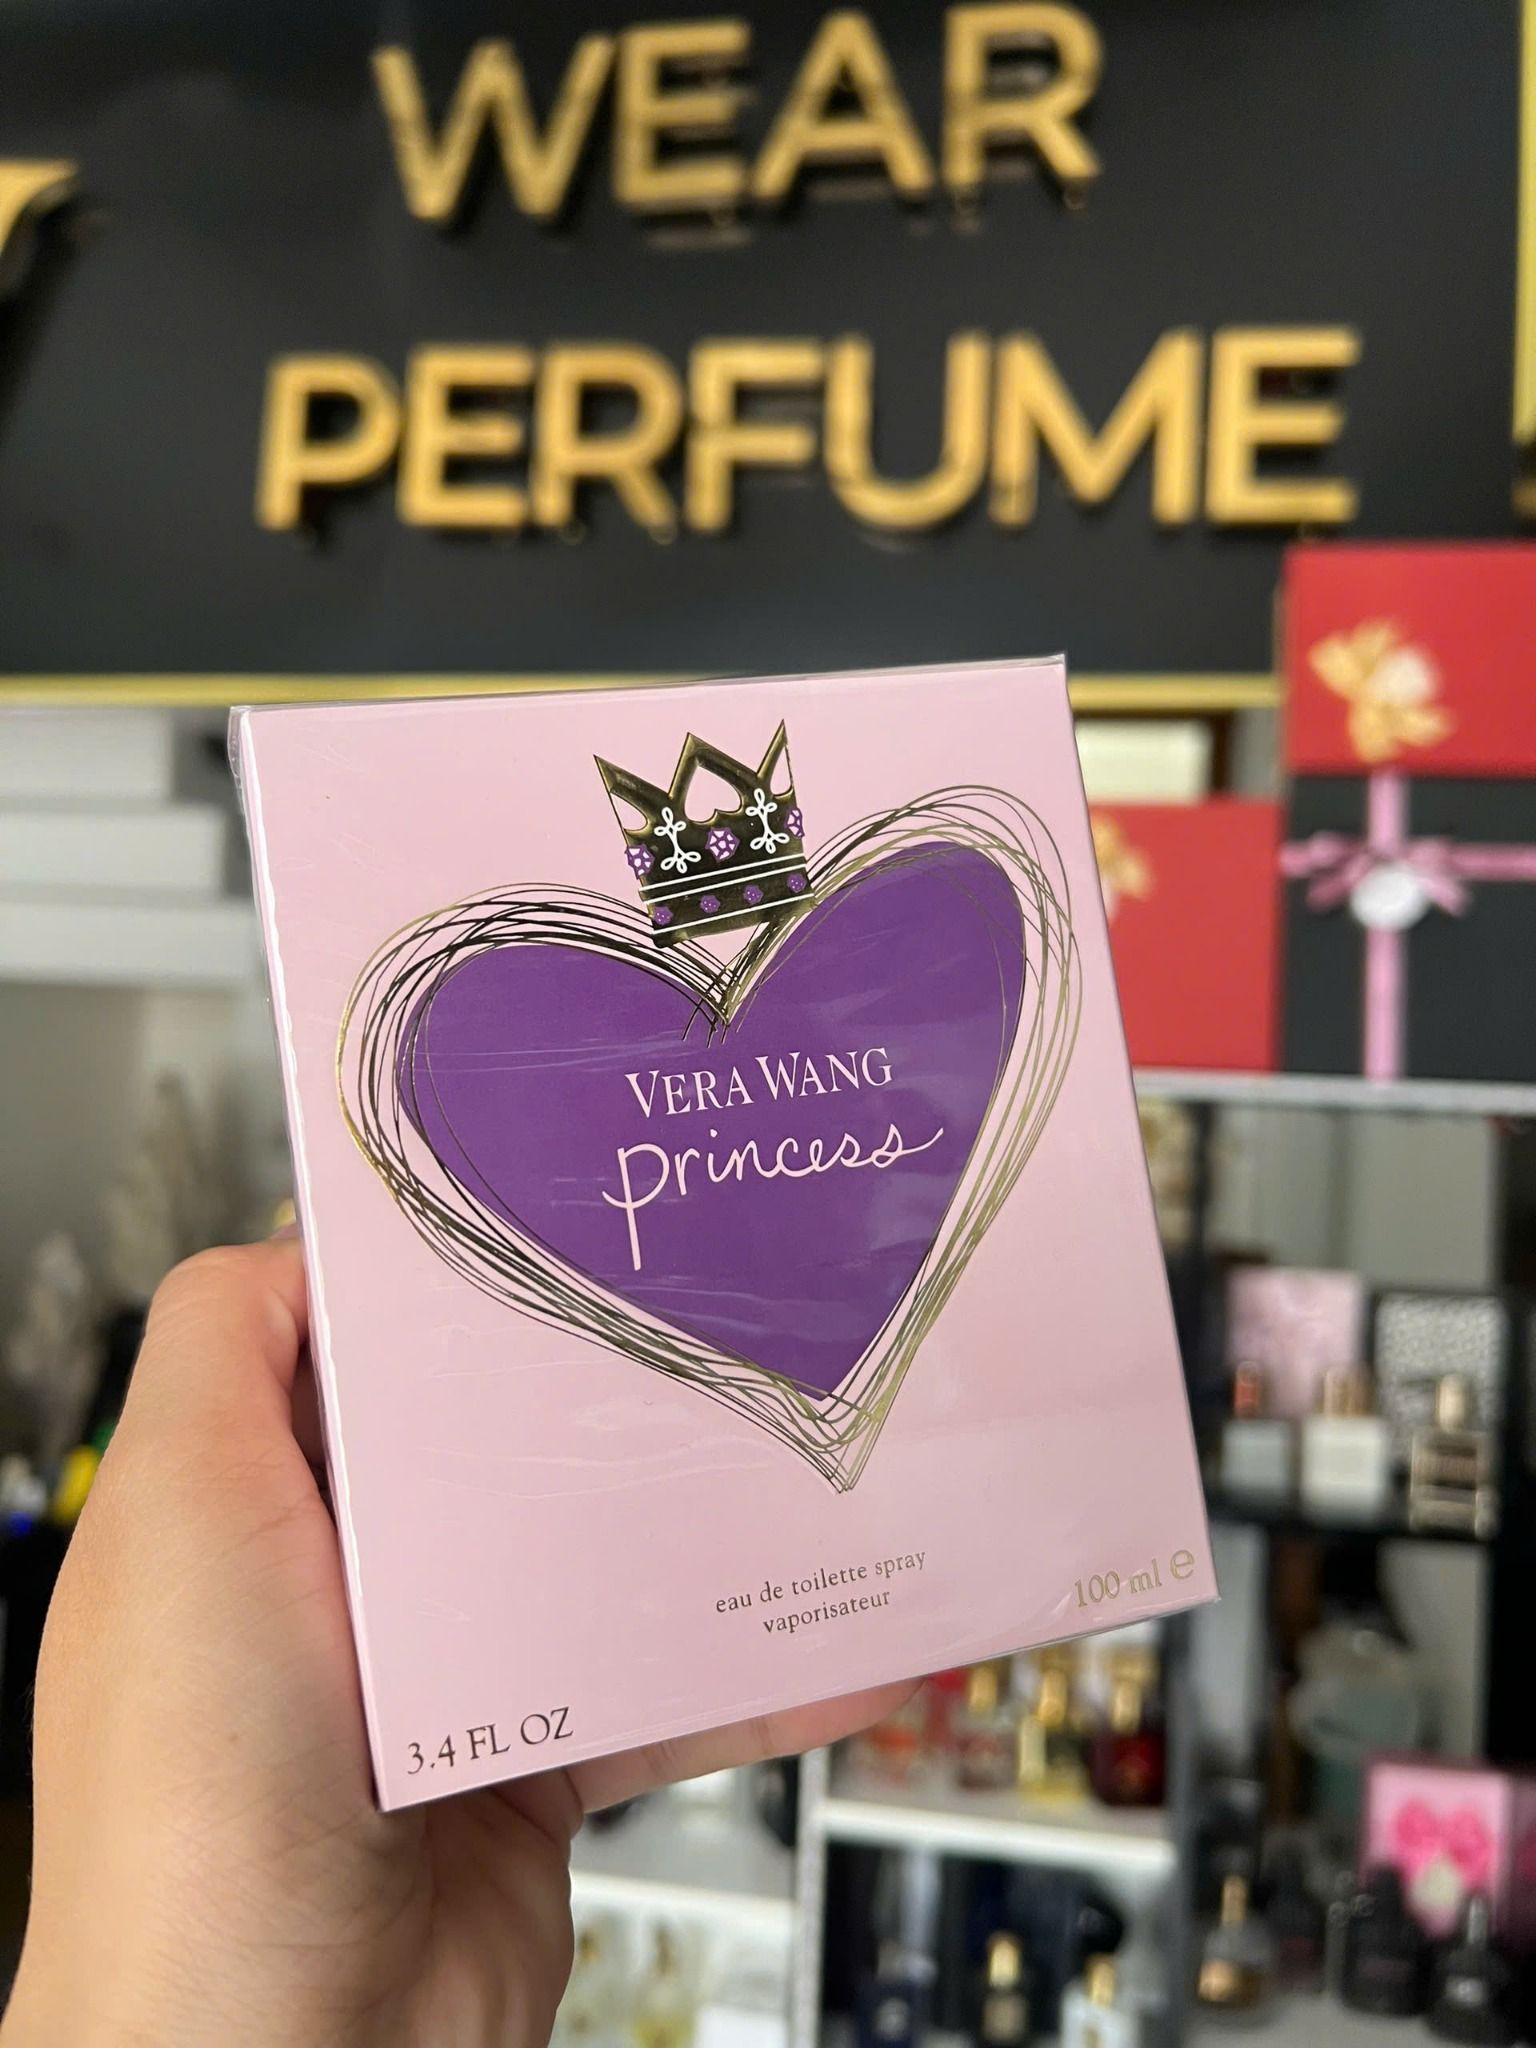 WEAR
PERFUME
VERA WANG
princess
eau de toilette spray
vaporisateur
100 ml e
3.4 FL OZ